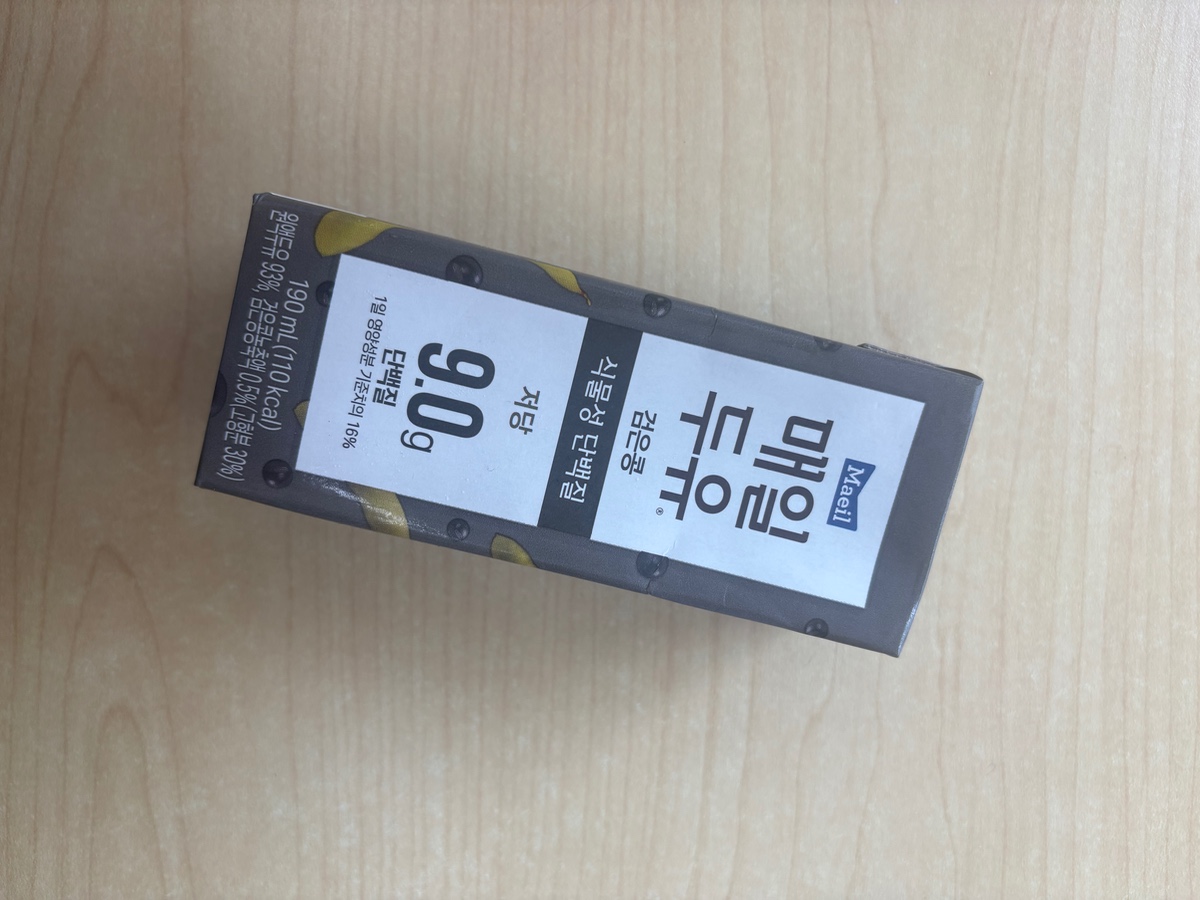 Maeil
매일
두유®
검은콩
식물성 단백질
저당
9.0g
단백질
1일 영양성분 기준치의 16%
190 mL (110 kcal)
원액두유 93%, 검은콩농축액 0.5%(고형분 30%)